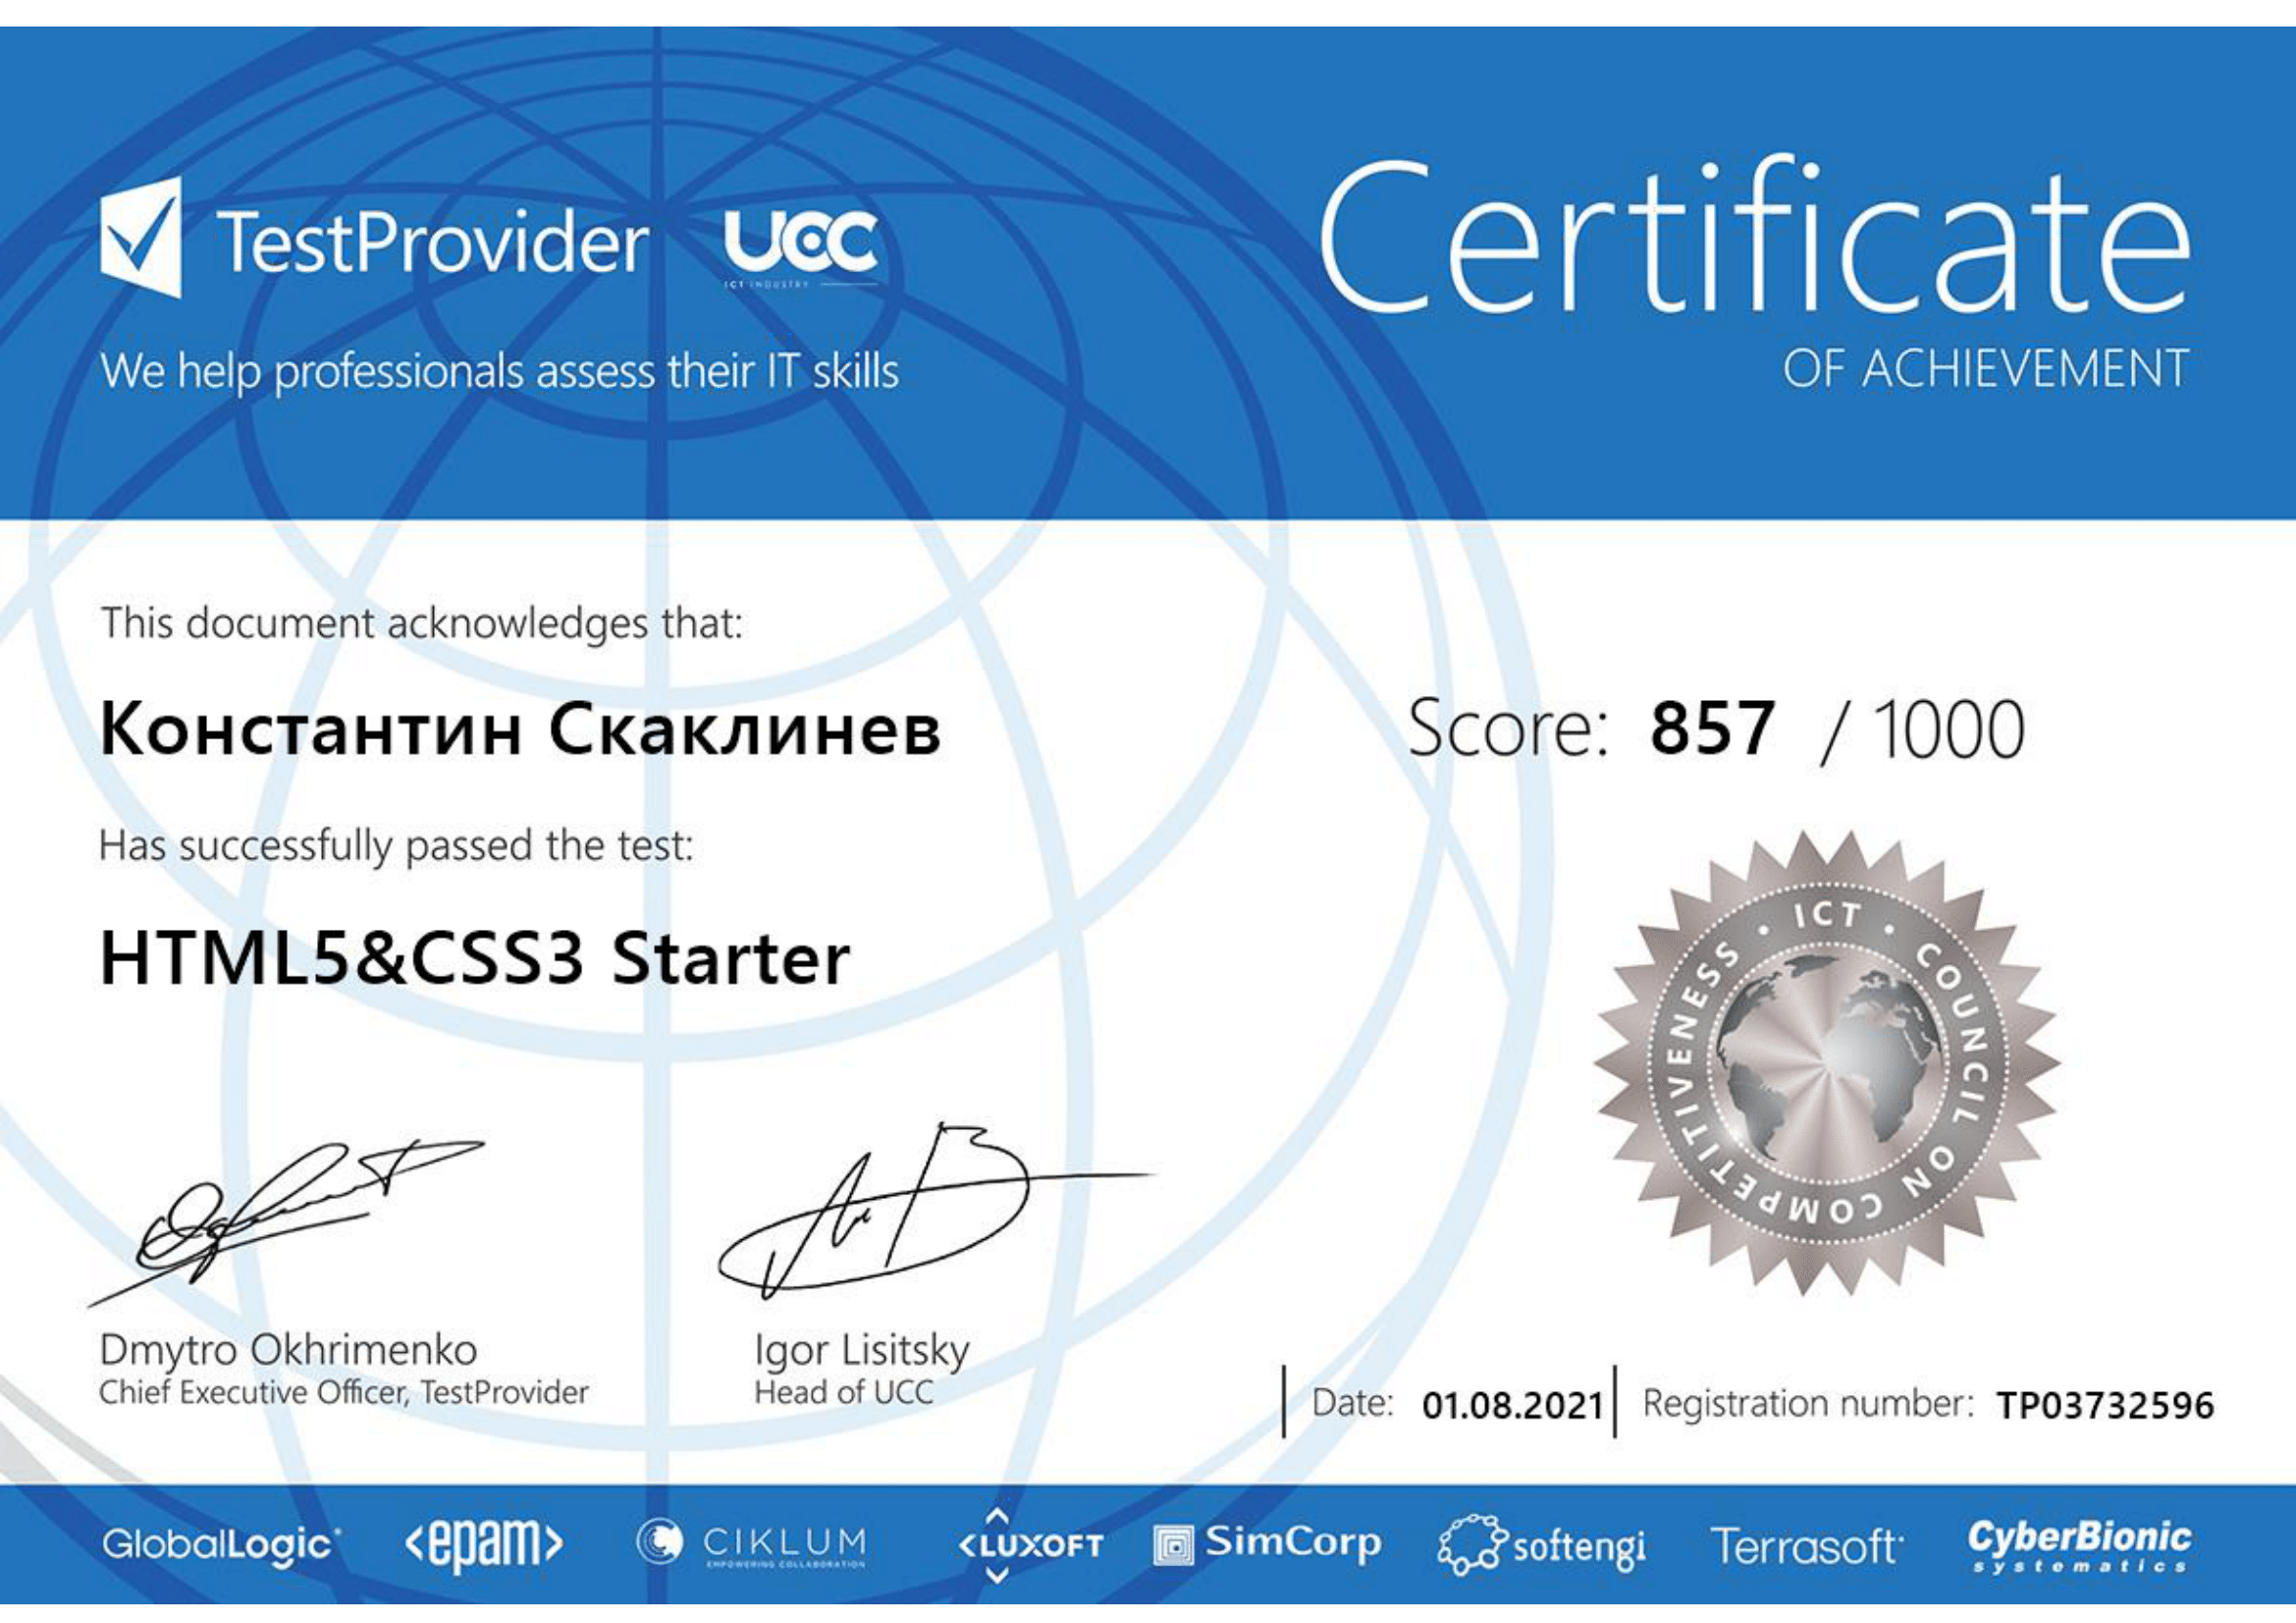 TestProvider
UCC
ICT INDUSTRY
We help professionals assess their IT skills
Certificate
OF ACHIEVEMENT
This document acknowledges that:
Константин Скаклинев
Score: 857 / 1000
Has successfully passed the test:
HTML5&CSS3 Starter
ICT • COUNCIL ON COMPETITIVENESS •
Dmytro Okhrimenko
Chief Executive Officer, TestProvider
Igor Lisitsky
Head of UCC
Date: 01.08.2021
Registration number: TP03732596
GlobalLogic
<epam>
CIKLUM
EMPOWERING COLLABORATION
LUXOFT
SimCorp
softengi
Terrasoft
CyberBionic
systematics